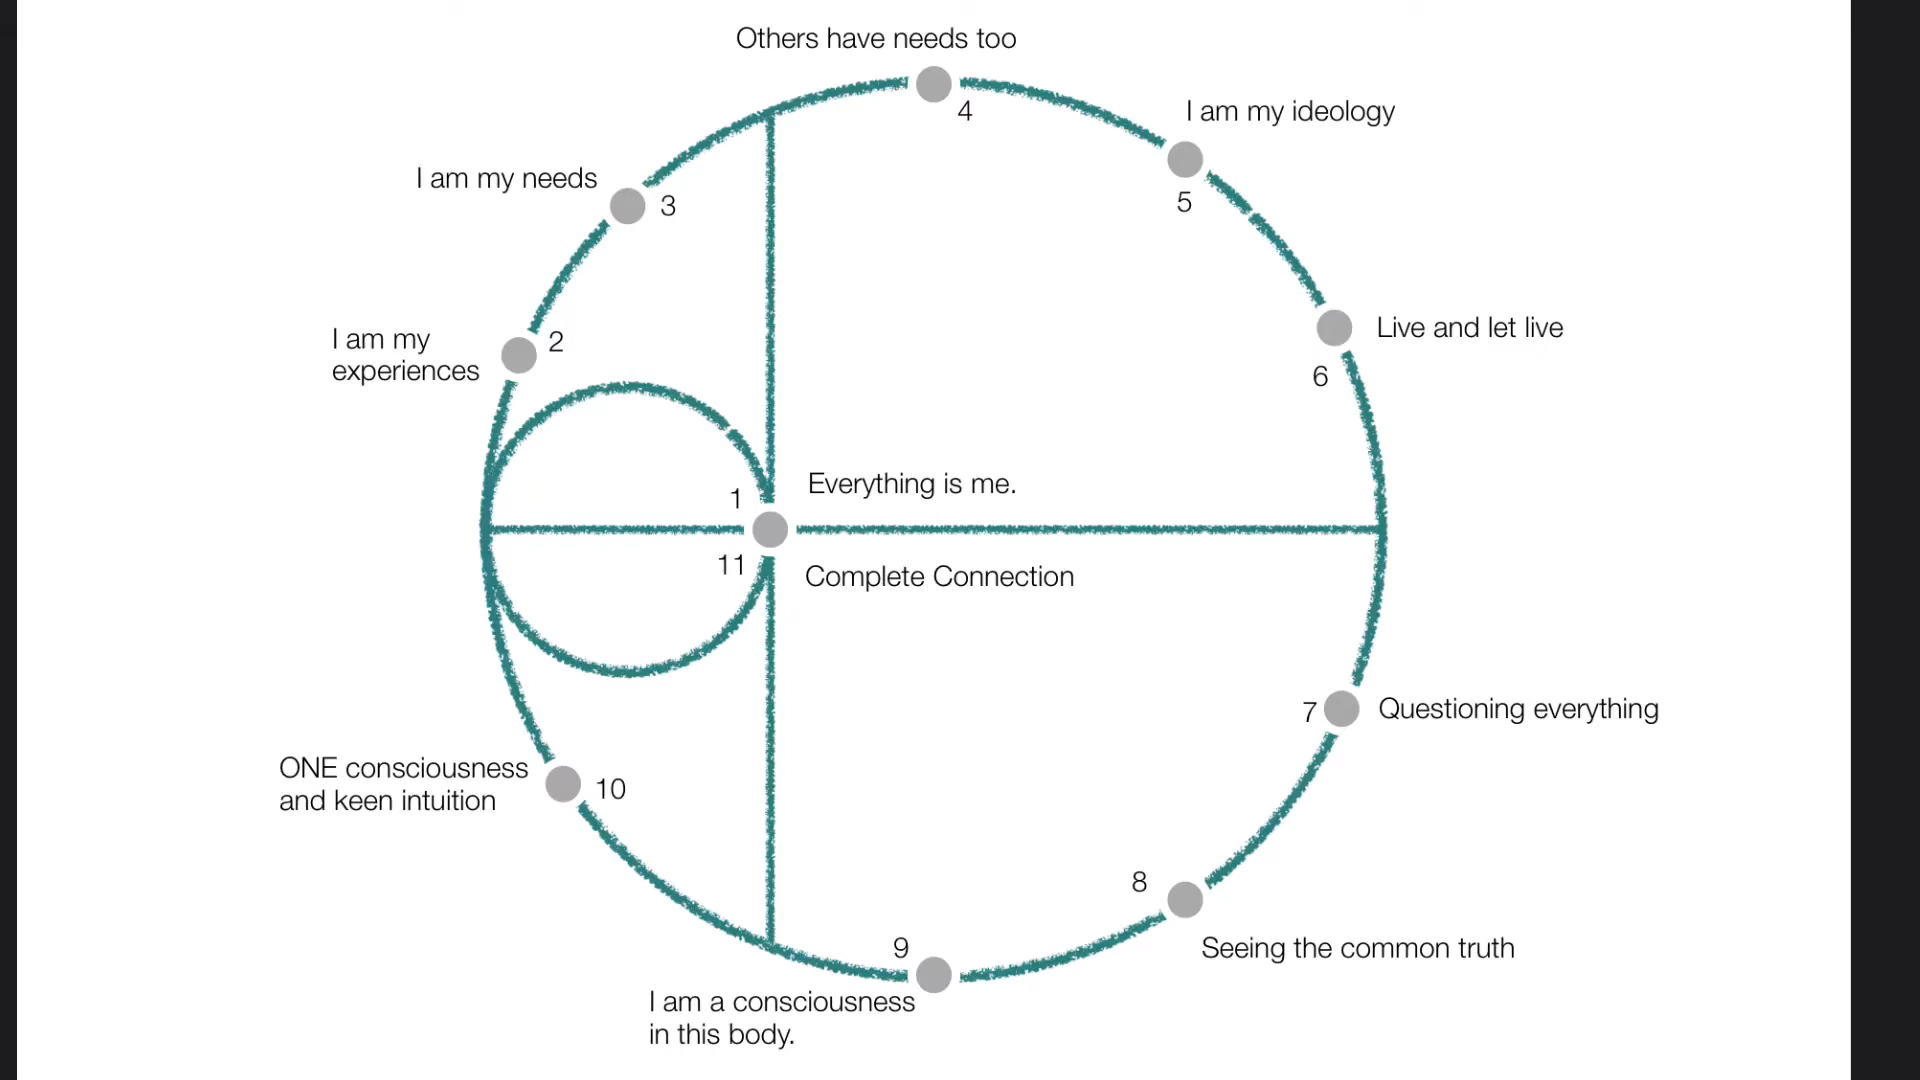 Others have needs too
4
I am my ideology
5
I am my needs
3
I am my
experiences
2
Live and let live
6
1
Everything is me.
11
Complete Connection
7
Questioning everything
ONE consciousness
and keen intuition
10
8
Seeing the common truth
9
I am a consciousness
in this body.